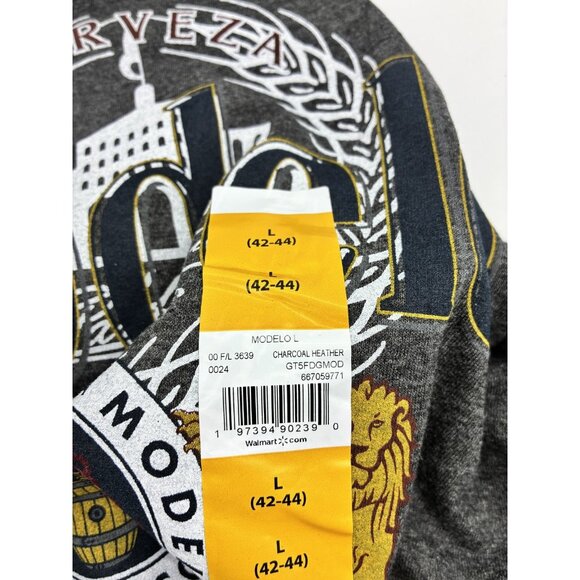 RVEZA
del
L
(42-44)
L
(42-44)
MODELO L
00 F/L 3639 CHARCOAL HEATHER
0024 GT5FDGMOD
667059771
1 97394 90239 0
Walmart.com
L
(42-44)
L
(42-44)
MODE